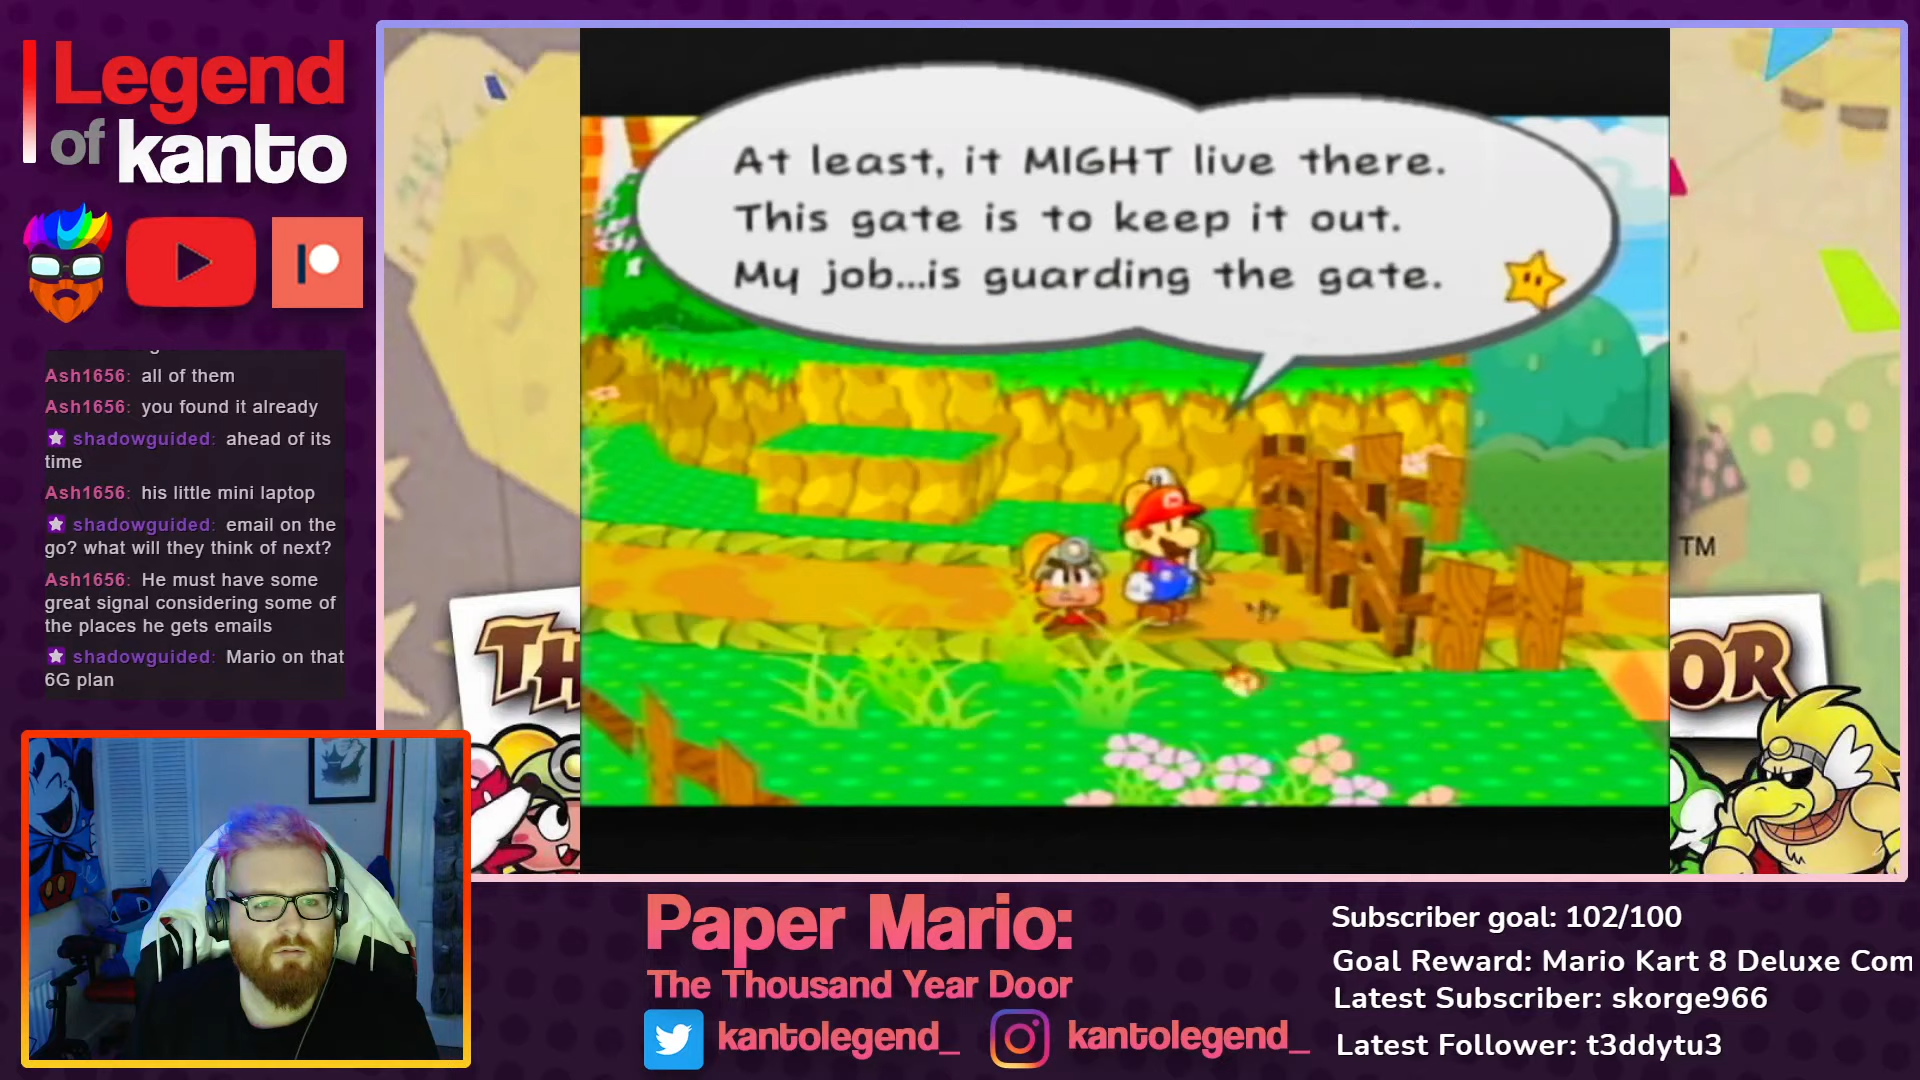 Legend
of kanto
Ash1656: all of them
Ash1656: you found it already
shadowguided: ahead of its
time
Ash1656: his little mini laptop
shadowguided: email on the
go? what will they think of next?
Ash1656: He must have some
great signal considering some of
the places he gets emails
shadowguided: Mario on that
6G plan
At least, it MIGHT live there.
This gate is to keep it out.
My job...is guarding the gate.
TM
TH
OR
Paper Mario:
The Thousand Year Door
kantolegend_
kantolegend_
Subscriber goal: 102/100
Goal Reward: Mario Kart 8 Deluxe Com
Latest Subscriber: skorge966
Latest Follower: t3ddytu3